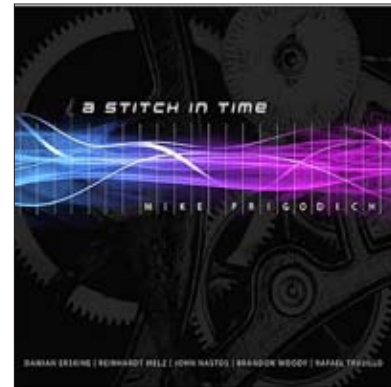 a stitch in time
MIKE PRIGODICH
DAMIAN ERSKINE | REINHARDT MELZ | JOHN NASTOS | BRANDON WOODY | RAFAEL TRUJILLO